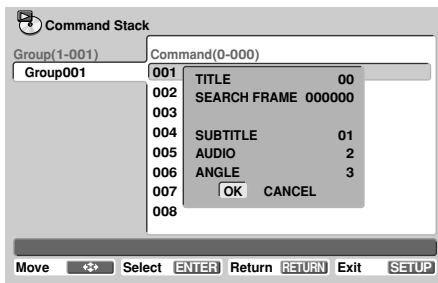 Command Stack
Group(1-001) Command(0-000)
Group001
001
002
003
004
005
006
007
008
TITLE 00
SEARCH FRAME 000000
SUBTITLE 01
AUDIO 2
ANGLE 3
OK CANCEL
Move Select ENTER Return RETURN Exit SETUP